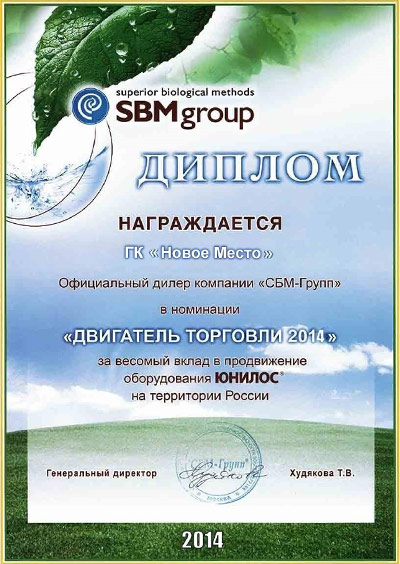 superior biological methods
SBMgroup
ДИПЛОМ
НАГРАЖДАЕТСЯ
ГК «Новое Место»
Официальный дилер компании «СБМ-Групп»
в номинации
«ДВИГАТЕЛЬ ТОРГОВЛИ 2014»
за весомый вклад в продвижение
оборудования ЮНИЛОС®
на территории России
Генеральный директор
Худякова Т.В.
2014